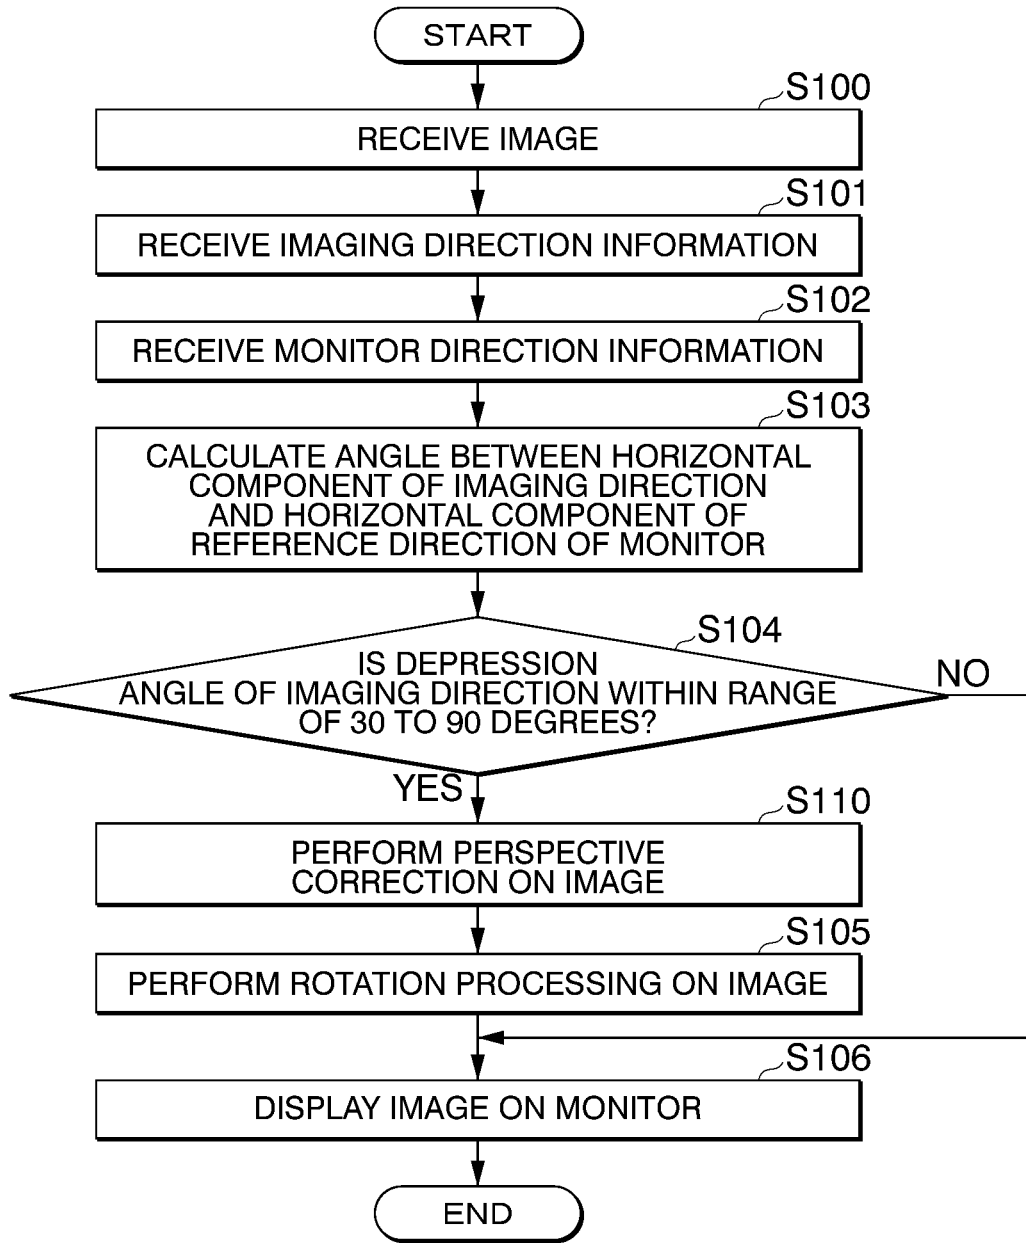 START
S100
RECEIVE IMAGE
S101
RECEIVE IMAGING DIRECTION INFORMATION
S102
RECEIVE MONITOR DIRECTION INFORMATION
S103
CALCULATE ANGLE BETWEEN HORIZONTAL
COMPONENT OF IMAGING DIRECTION
AND HORIZONTAL COMPONENT OF
REFERENCE DIRECTION OF MONITOR
S104
IS DEPRESSION
ANGLE OF IMAGING DIRECTION WITHIN RANGE
OF 30 TO 90 DEGREES?
NO
YES
S110
PERFORM PERSPECTIVE
CORRECTION ON IMAGE
S105
PERFORM ROTATION PROCESSING ON IMAGE
S106
DISPLAY IMAGE ON MONITOR
END